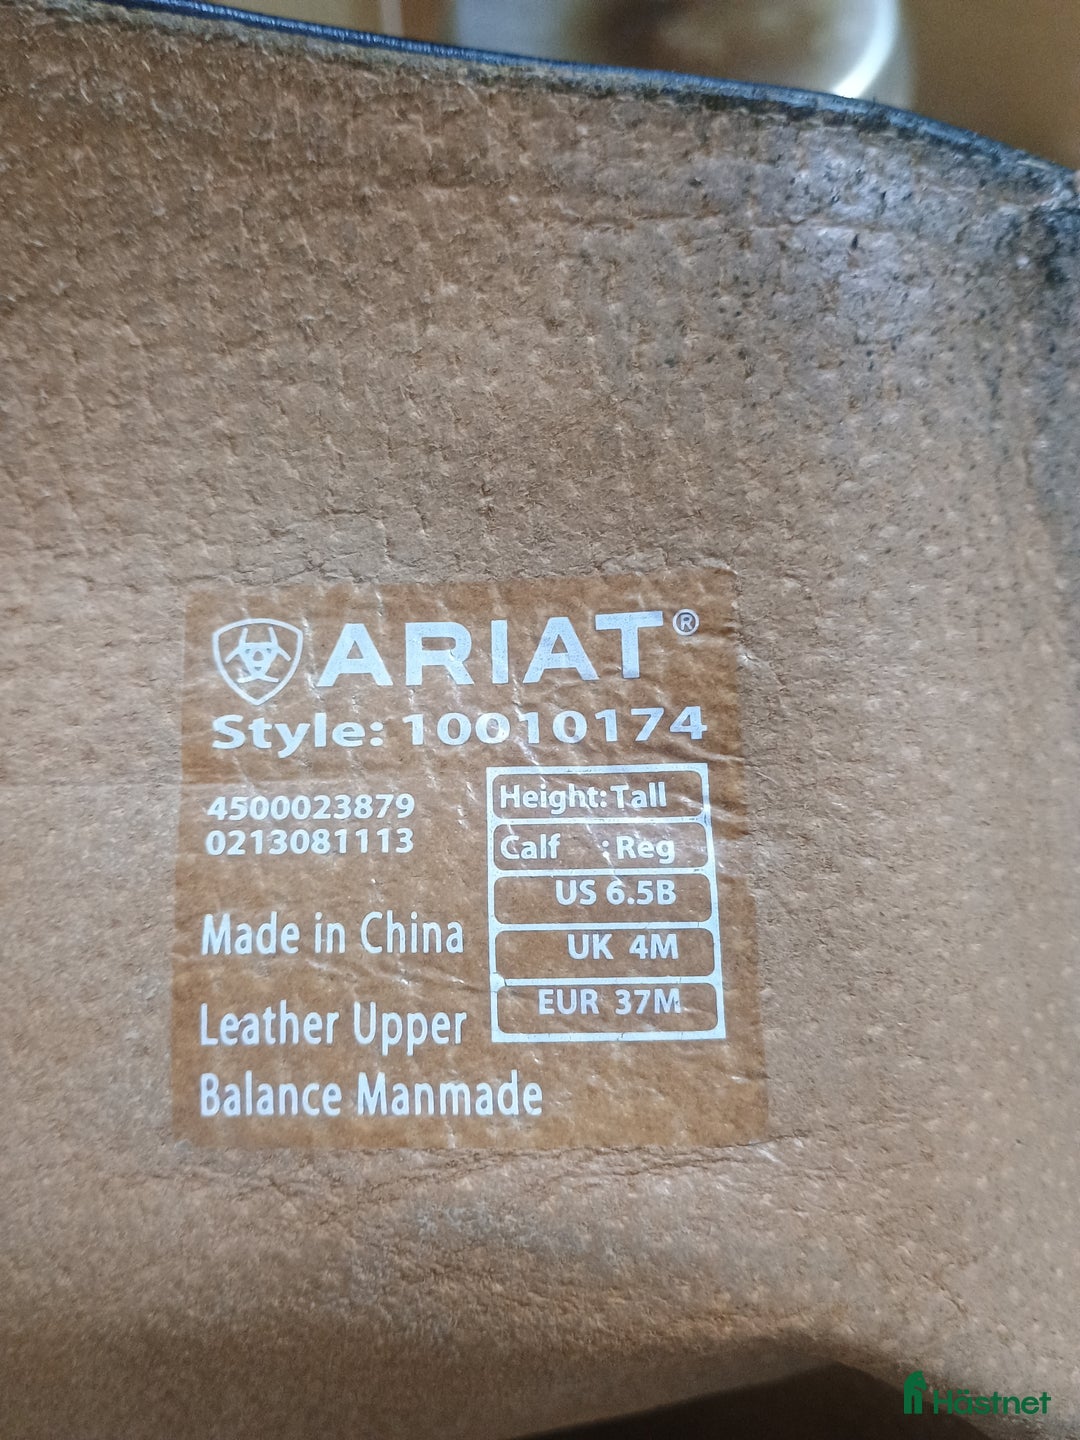 ARIAT®
Style: 10010174
4500023879
0213081113
Height: Tall
Calf : Reg
US 6.5B
UK 4M
EUR 37M
Made in China
Leather Upper
Balance Manmade
Hästnet